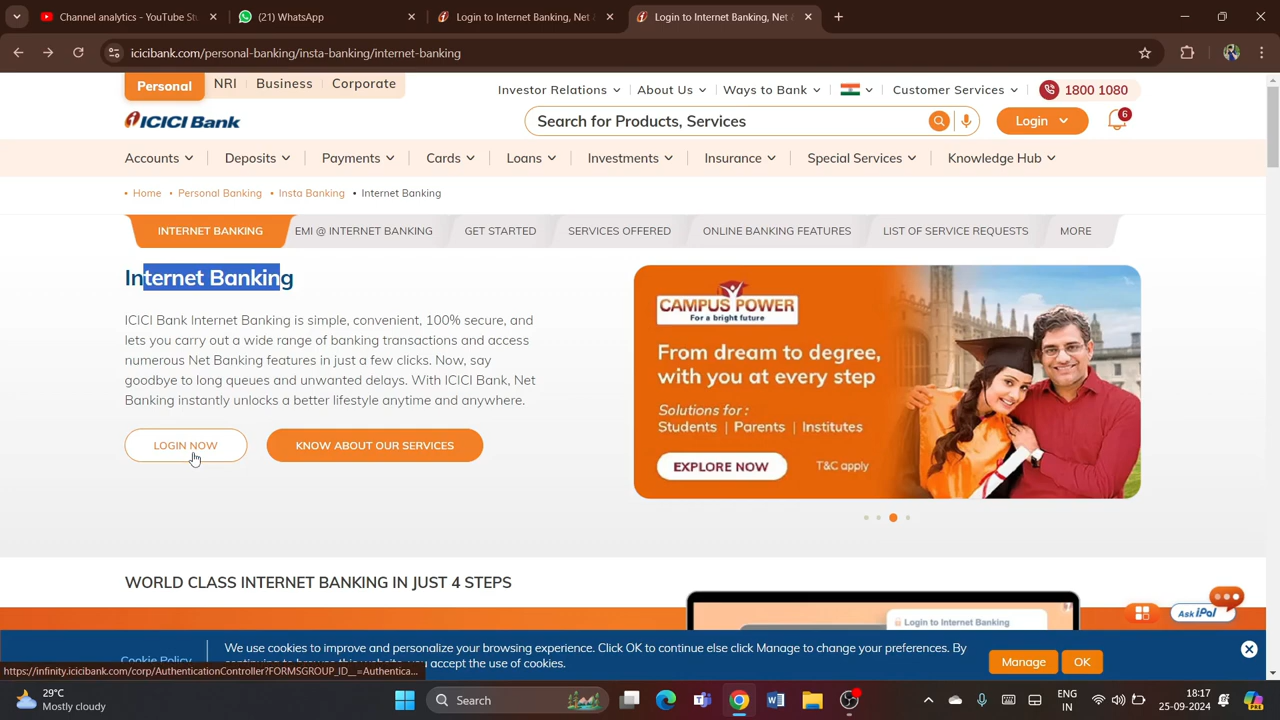 Channel analytics - YouTube St
(21) WhatsApp
Login to Internet Banking, Net
Login to Internet Banking, Net
icicibank.com/personal-banking/insta-banking/internet-banking
Personal NRI Business Corporate
Investor Relations About Us Ways to Bank Customer Services 1800 1080
ICICI Bank
Search for Products, Services
Login
6
Accounts Deposits Payments Cards Loans Investments Insurance Special Services Knowledge Hub
• Home • Personal Banking • Insta Banking • Internet Banking
INTERNET BANKING EMI @ INTERNET BANKING GET STARTED SERVICES OFFERED ONLINE BANKING FEATURES LIST OF SERVICE REQUESTS MORE
Internet Banking
ICICI Bank Internet Banking is simple, convenient, 100% secure, and
lets you carry out a wide range of banking transactions and access
numerous Net Banking features in just a few clicks. Now, say
goodbye to long queues and unwanted delays. With ICICI Bank, Net
Banking instantly unlocks a better lifestyle anytime and anywhere.
LOGIN NOW
KNOW ABOUT OUR SERVICES
CAMPUS POWER
For a bright future
From dream to degree,
with you at every step
Solutions for :
Students | Parents | Institutes
EXPLORE NOW
T&C apply
WORLD CLASS INTERNET BANKING IN JUST 4 STEPS
Login to Internet Banking
Ask iPal
Cookie Policy
We use cookies to improve and personalize your browsing experience. Click OK to continue else click Manage to change your preferences. By
continuing to browse this website, you accept the use of cookies.
Manage
OK
https://infinity.icicibank.com/corp/AuthenticationController?FORMSGROUP_ID__=Authentica...
29°C
Mostly cloudy
Search
ENG
IN
18:17
25-09-2024